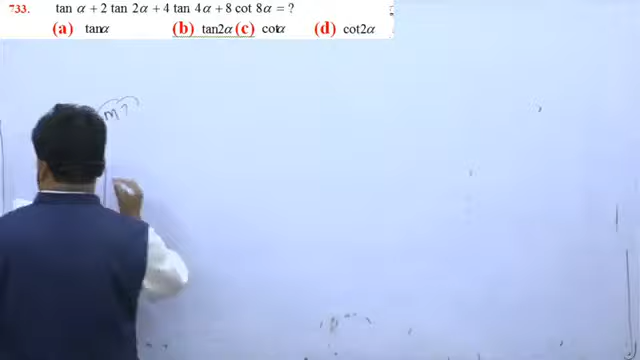 733. tan α + 2 tan 2α + 4 tan 4α + 8 cot 8α = ?
(a) tanα (b) tan2α (c) cotα (d) cot2α